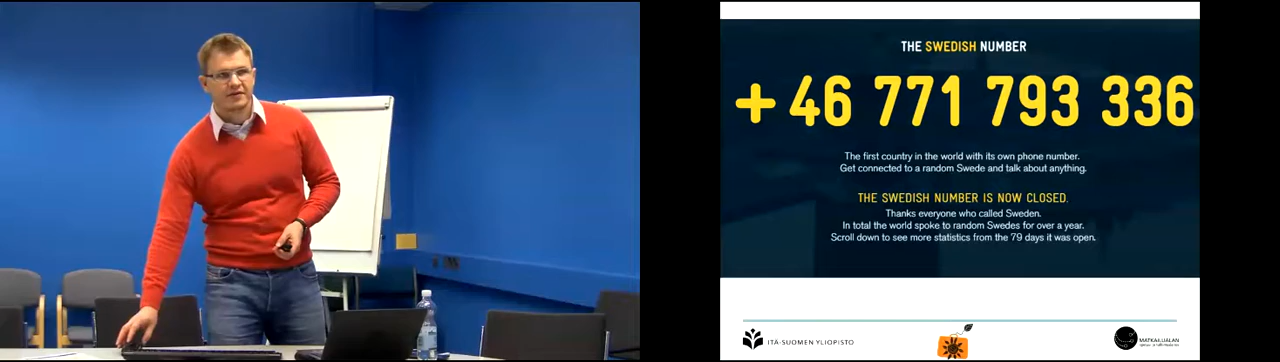 THE SWEDISH NUMBER
+ 46 771 793 336
The first country in the world with its own phone number.
Get connected to a random Swede and talk about anything.
THE SWEDISH NUMBER IS NOW CLOSED.
Thanks everyone who called Sweden.
In total the world spoke to random Swedes for over a year.
Scroll down to see more statistics from the 79 days it was open.
ITÄ-SUOMEN YLIOPISTO
MATKAILUALAN